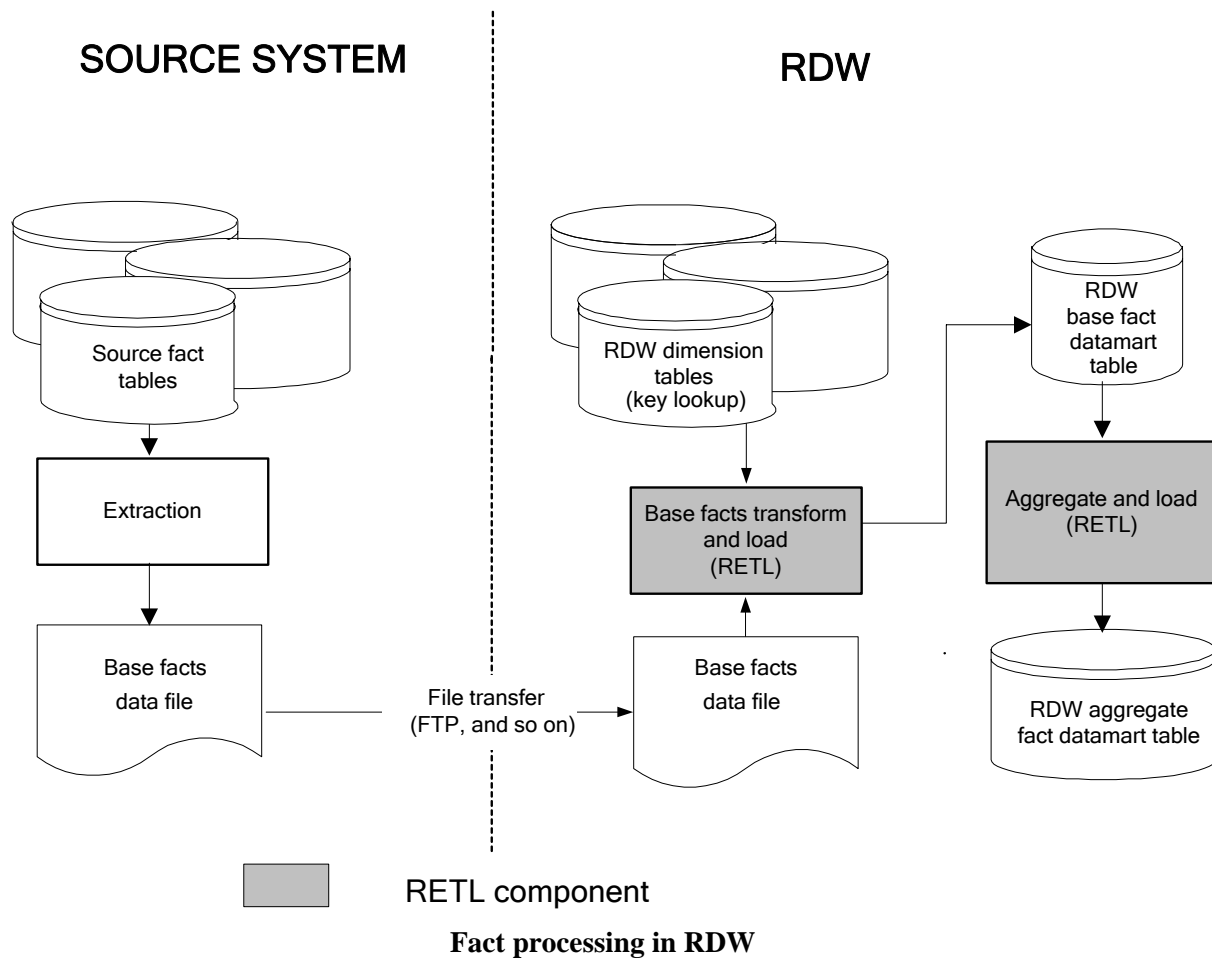 SOURCE SYSTEM
RDW
Source fact
tables
Extraction
Base facts
data file
File transfer
(FTP, and so on)
RDW dimension
tables
(key lookup)
Base facts transform
and load
(RETL)
Base facts
data file
RDW
base fact
datamart
table
Aggregate and load
(RETL)
RDW aggregate
fact datamart table
RETL component
Fact processing in RDW